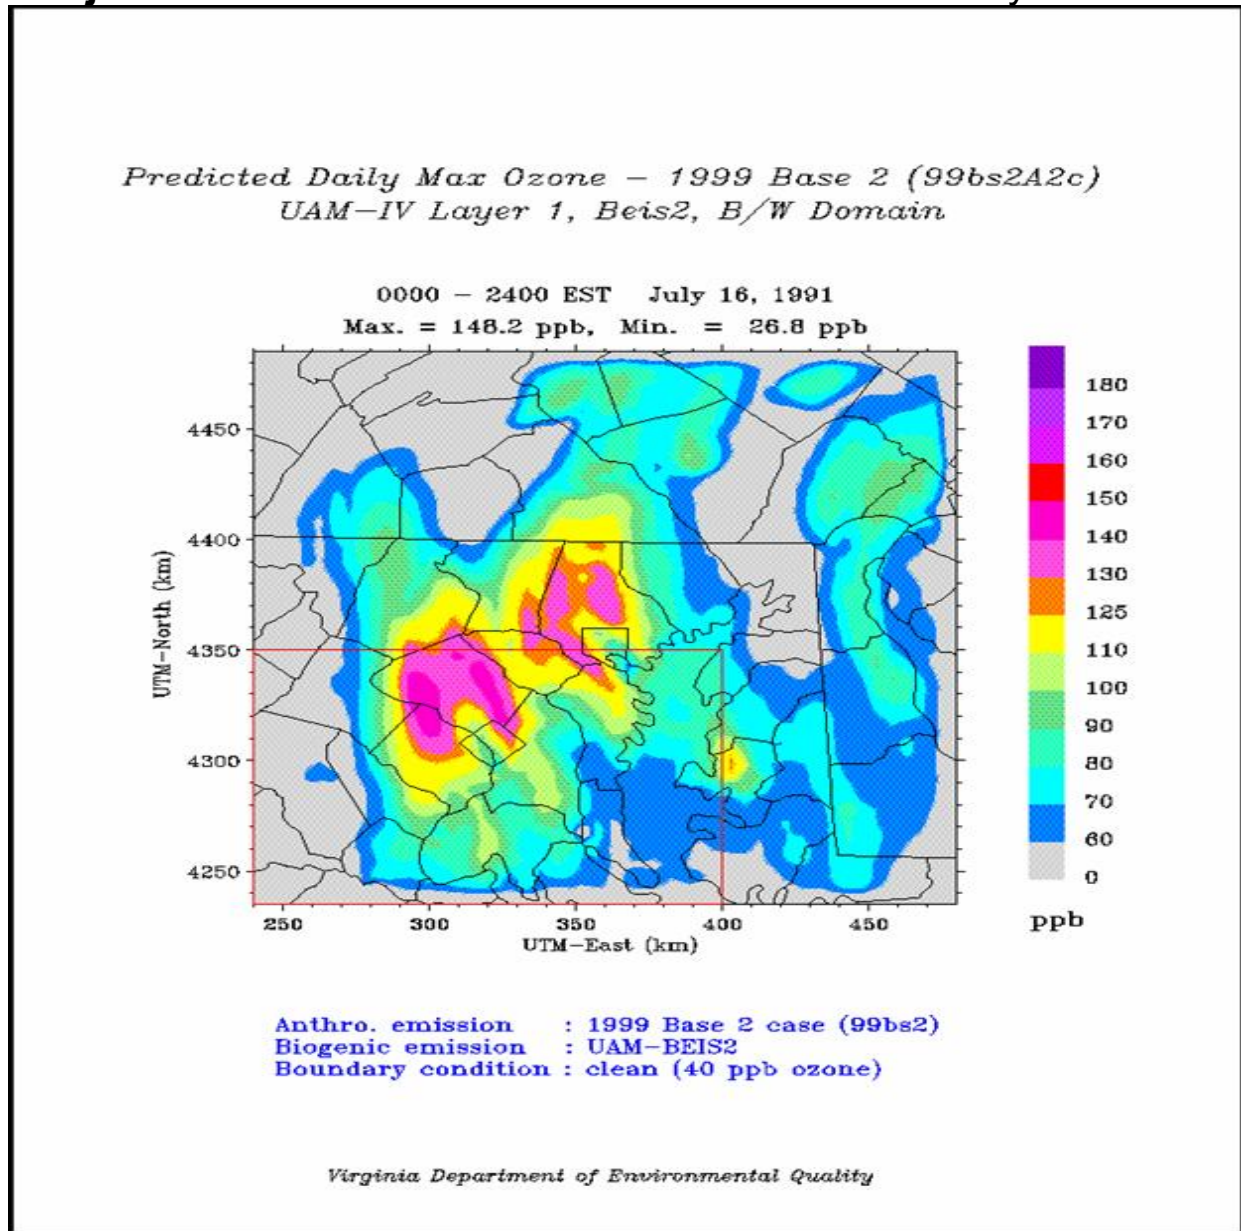 Predicted Daily Max Ozone – 1999 Base 2 (99bs2A2c)
UAM–IV Layer 1, Beis2, B/W Domain
0000 – 2400 EST July 16, 1991
Max. = 148.2 ppb, Min. = 26.8 ppb
180
170
160
150
140
130
125
110
100
90
80
70
60
0
ppb
UTM–North (km)
4450
4400
4350
4300
4250
250 300 350 400 450
UTM–East (km)
Anthro. emission : 1999 Base 2 case (99bs2)
Biogenic emission : UAM–BEIS2
Boundary condition : clean (40 ppb ozone)
Virginia Department of Environmental Quality